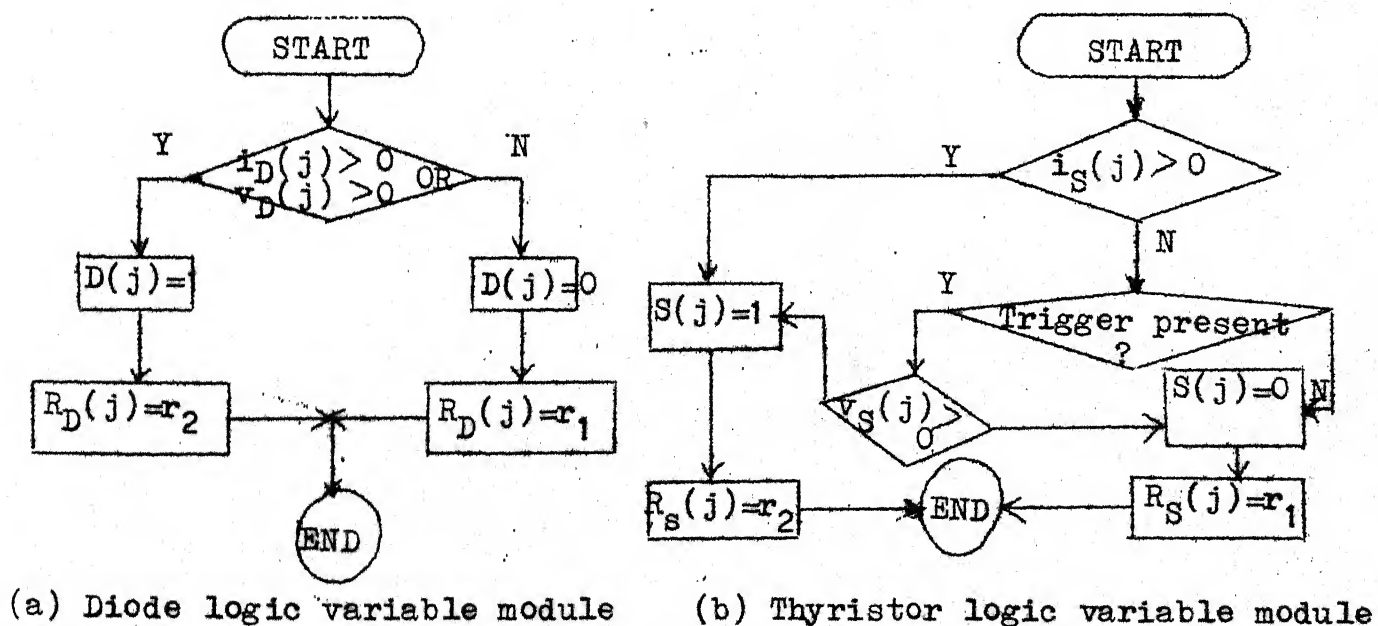 START
Y
i_D(j) > 0 OR
v_D(j) > 0
N
D(j)=1
D(j)=0
R_D(j)=r_2
R_D(j)=r_1
END
(a) Diode logic variable module
START
Y
i_S(j) > 0
N
Y
Trigger present
?
N
S(j)=1
v_S(j) >
0
S(j)=0
R_S(j)=r_2
END
R_S(j)=r_1
(b) Thyristor logic variable module